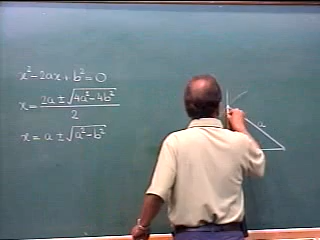 x²-2ax+b²=0
x=(2a±√(4a²-4b²))/2
x=a±√(a²-b²)
a